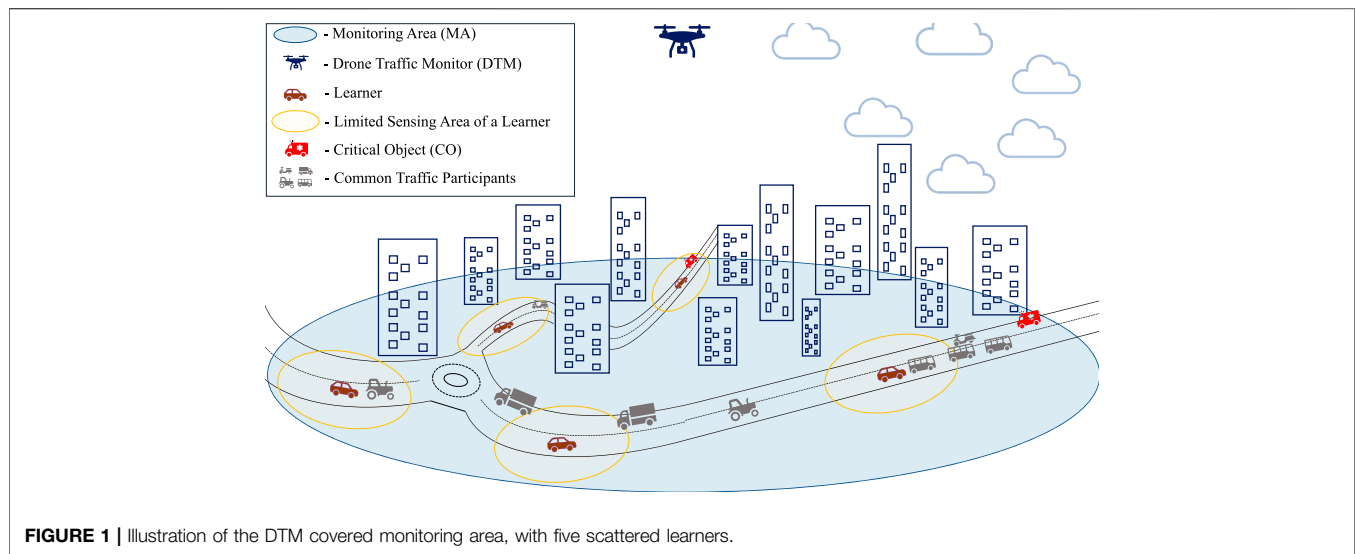 - Monitoring Area (MA)
- Drone Traffic Monitor (DTM)
- Learner
- Limited Sensing Area of a Learner
- Critical Object (CO)
- Common Traffic Participants
FIGURE 1 | Illustration of the DTM covered monitoring area, with five scattered learners.